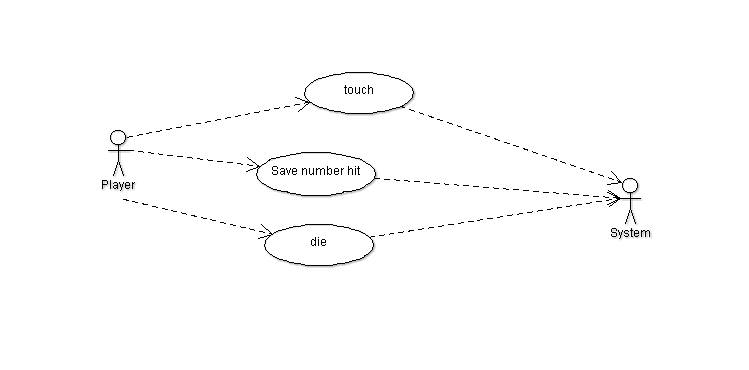 touch
Save number hit
Player
System
die